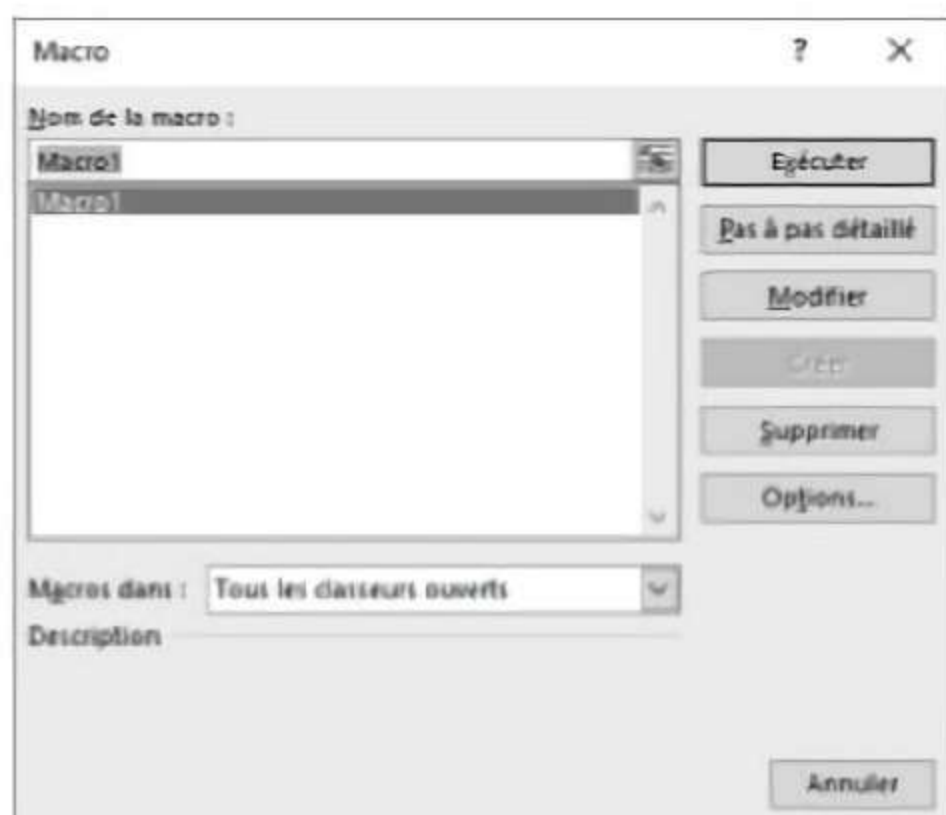 Macro ? ×
Nom de la macro :
Macro1
Macro1
Exécuter
Pas à pas détaillé
Modifier
Créer
Supprimer
Options...
Macros dans : Tous les classeurs ouverts
Description
Annuler